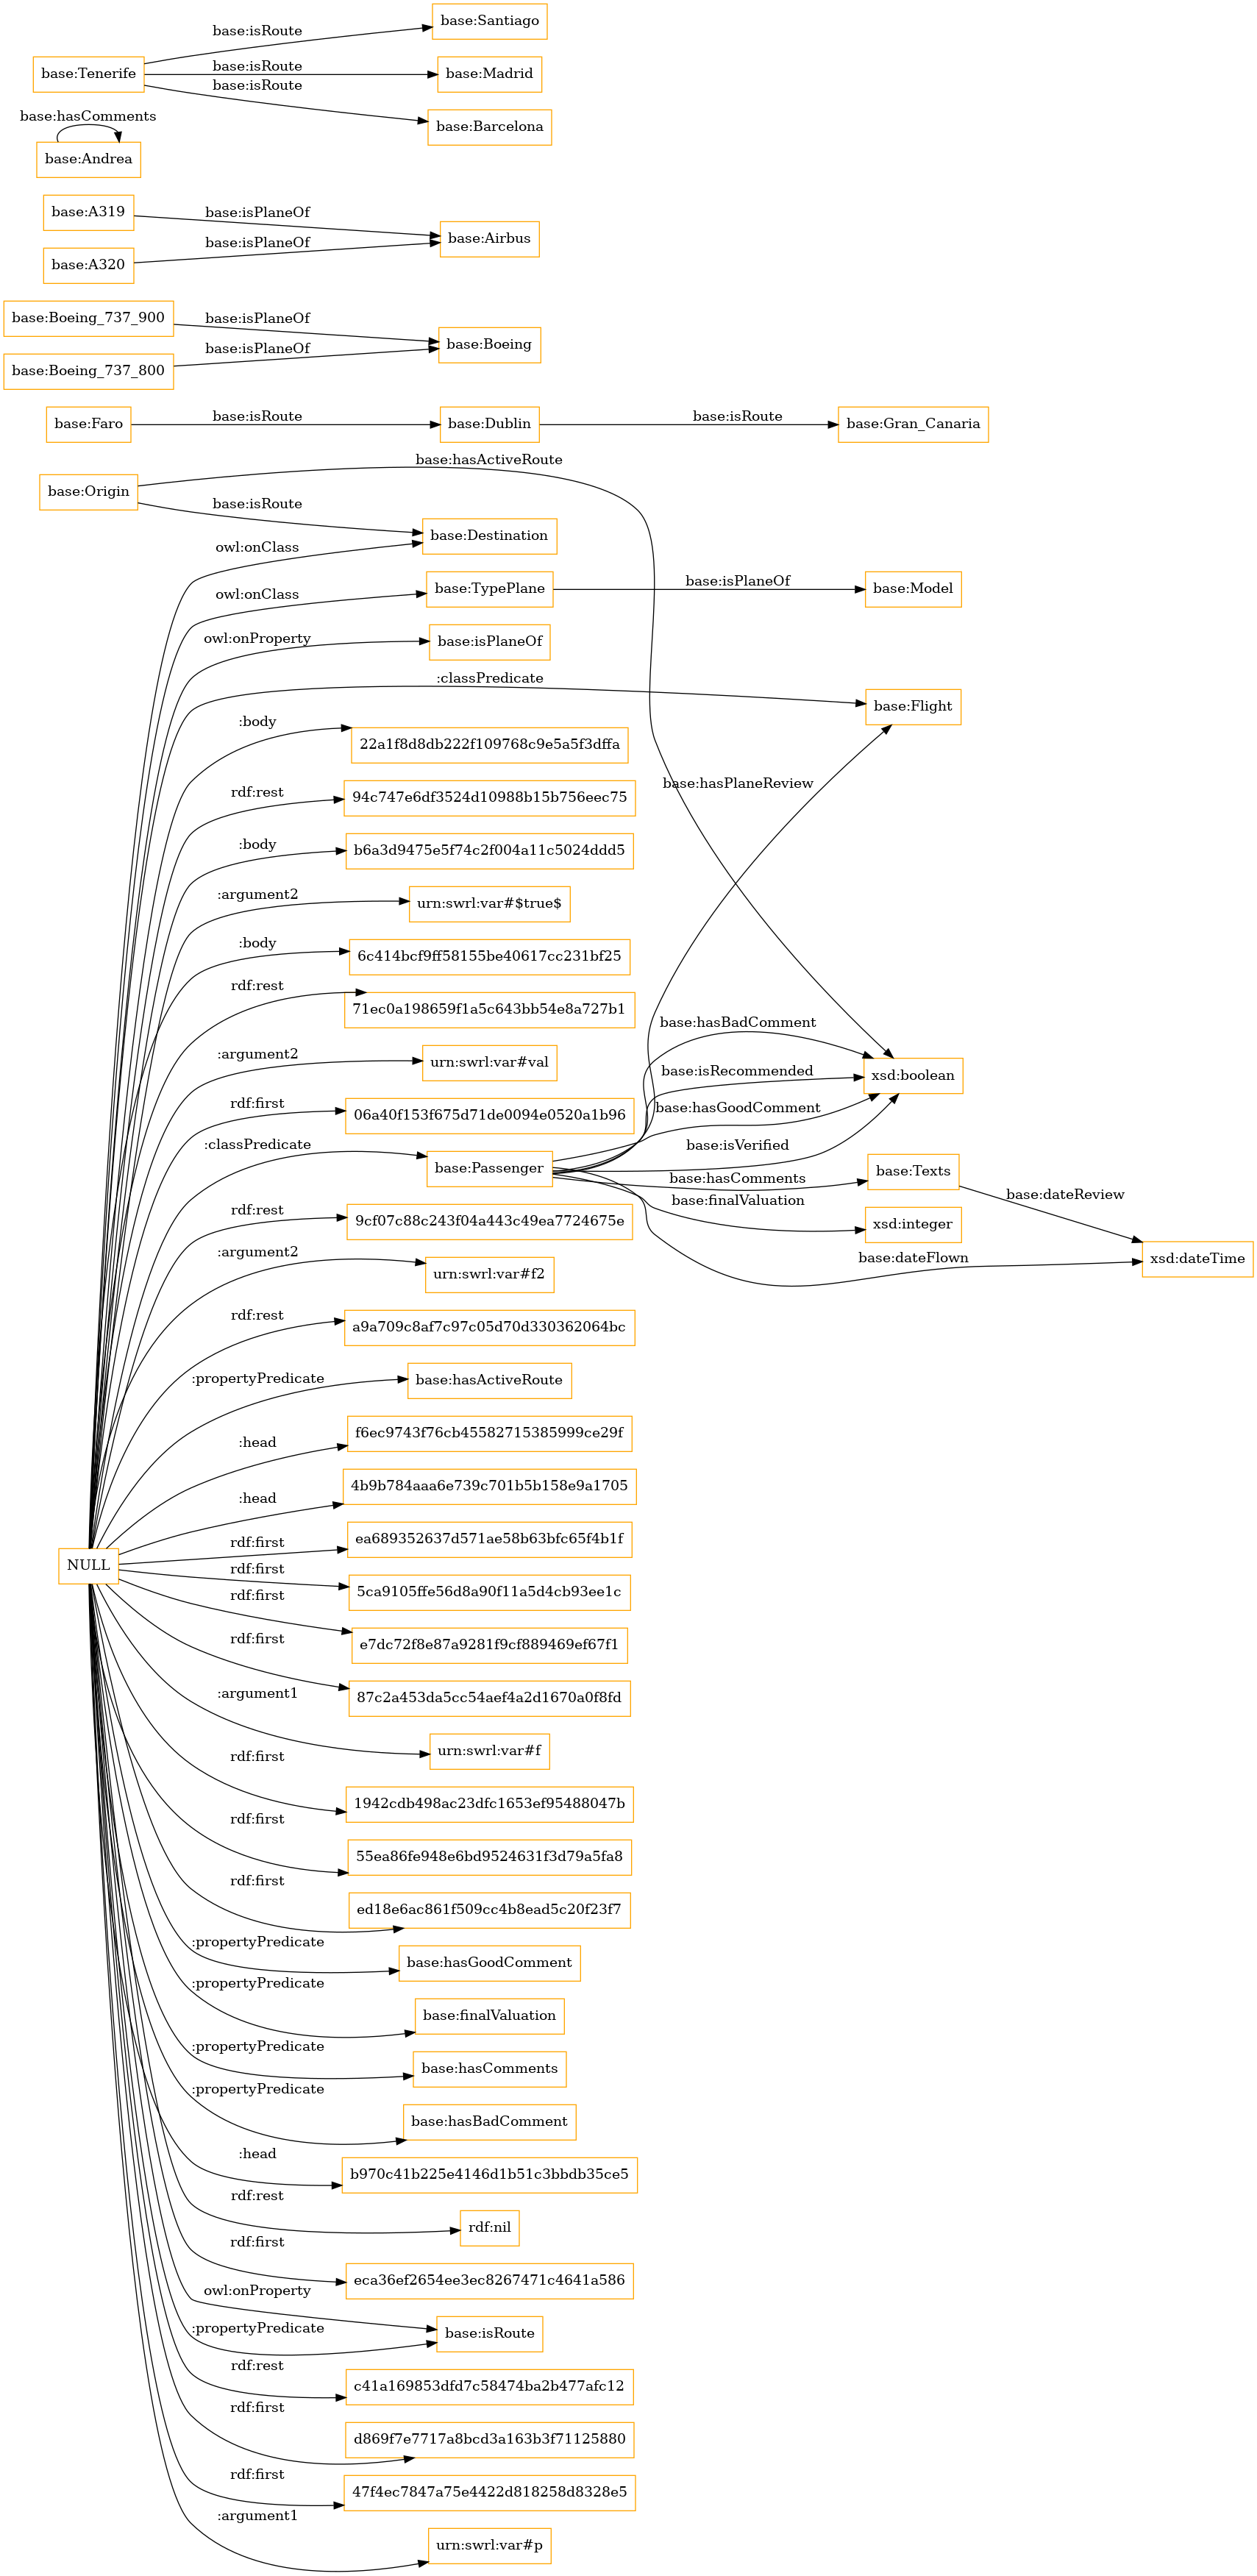 base:Santiago
base:isRoute
base:Tenerife
base:isRoute
base:Madrid
base:isRoute
base:Barcelona
base:hasComments
base:Andrea
base:A319
base:isPlaneOf
base:Airbus
base:isPlaneOf
base:A320
base:Boeing_737_900
base:isPlaneOf
base:Boeing
base:isPlaneOf
base:Boeing_737_800
base:Faro
base:isRoute
base:Dublin
base:isRoute
base:Gran_Canaria
base:hasActiveRoute
base:Origin
base:isRoute
base:Destination
owl:onClass
base:TypePlane
base:isPlaneOf
base:Model
owl:onClass
owl:onProperty
base:isPlaneOf
:classPredicate
base:Flight
:body
22a1f8d8db222f109768c9e5a5f3dffa
base:hasPlaneReview
rdf:rest
94c747e6df3524d10988b15b756eec75
:body
b6a3d9475e5f74c2f004a11c5024ddd5
:argument2
urn:swrl:var#$true$
:body
6c414bcf9ff58155be40617cc231bf25
rdf:rest
71ec0a198659f1a5c643bb54e8a727b1
base:hasBadComment
:argument2
urn:swrl:var#val
base:isRecommended
xsd:boolean
rdf:first
06a40f153f675d71de0094e0520a1b96
base:hasGoodComment
:classPredicate
base:Passenger
base:isVerified
base:hasComments
base:Texts
base:dateReview
rdf:rest
9cf07c88c243f04a443c49ea7724675e
base:finalValuation
xsd:integer
:argument2
urn:swrl:var#f2
base:dateFlown
xsd:dateTime
rdf:rest
a9a709c8af7c97c05d70d330362064bc
:propertyPredicate
base:hasActiveRoute
:head
f6ec9743f76cb45582715385999ce29f
:head
4b9b784aaa6e739c701b5b158e9a1705
NULL
rdf:first
ea689352637d571ae58b63bfc65f4b1f
rdf:first
5ca9105ffe56d8a90f11a5d4cb93ee1c
rdf:first
e7dc72f8e87a9281f9cf889469ef67f1
rdf:first
87c2a453da5cc54aef4a2d1670a0f8fd
:argument1
urn:swrl:var#f
rdf:first
1942cdb498ac23dfc1653ef95488047b
rdf:first
55ea86fe948e6bd9524631f3d79a5fa8
rdf:first
ed18e6ac861f509cc4b8ead5c20f23f7
:propertyPredicate
base:hasGoodComment
:propertyPredicate
base:finalValuation
:propertyPredicate
base:hasComments
:propertyPredicate
base:hasBadComment
:head
b970c41b225e4146d1b51c3bbdb35ce5
rdf:rest
rdf:nil
rdf:first
eca36ef2654ee3ec8267471c4641a586
owl:onProperty
base:isRoute
:propertyPredicate
rdf:rest
c41a169853dfd7c58474ba2b477afc12
rdf:first
d869f7e7717a8bcd3a163b3f71125880
rdf:first
47f4ec7847a75e4422d818258d8328e5
:argument1
urn:swrl:var#p